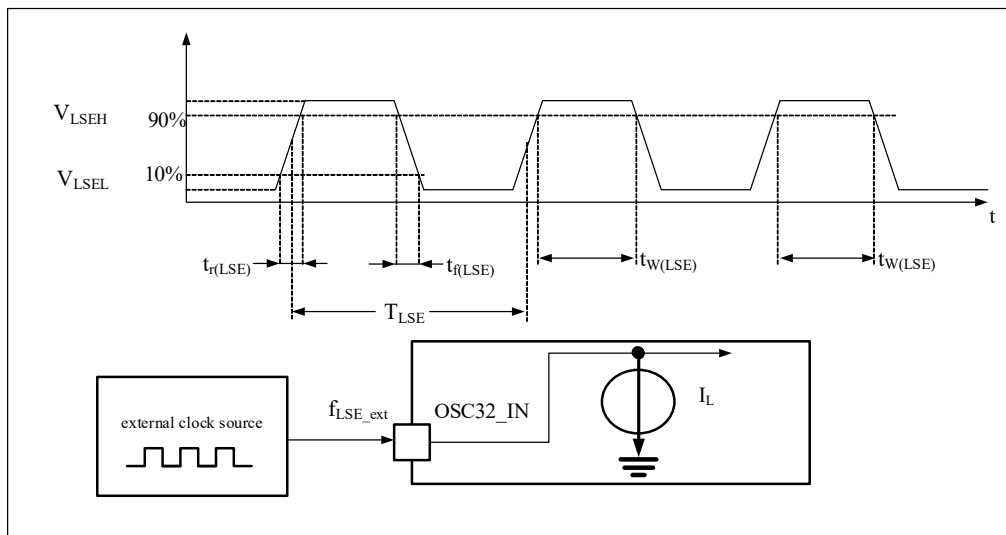 V_LSEH
90%
10%
V_LSEL
t
t_r(LSE)
t_f(LSE)
t_W(LSE)
t_W(LSE)
T_LSE
external clock source
f_LSE_ext
OSC32_IN
I_L